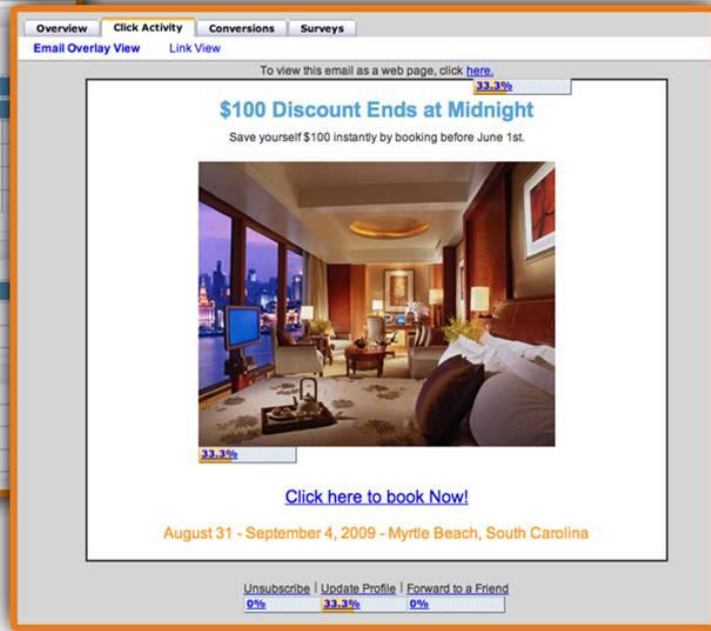 Overview Click Activity Conversions Surveys
Email Overlay View Link View
To view this email as a web page, click here.
33.3%
$100 Discount Ends at Midnight
Save yourself $100 instantly by booking before June 1st.
33.3%
Click here to book Now!
August 31 - September 4, 2009 - Myrtle Beach, South Carolina
Unsubscribe | Update Profile | Forward to a Friend
0% 33.3% 0%